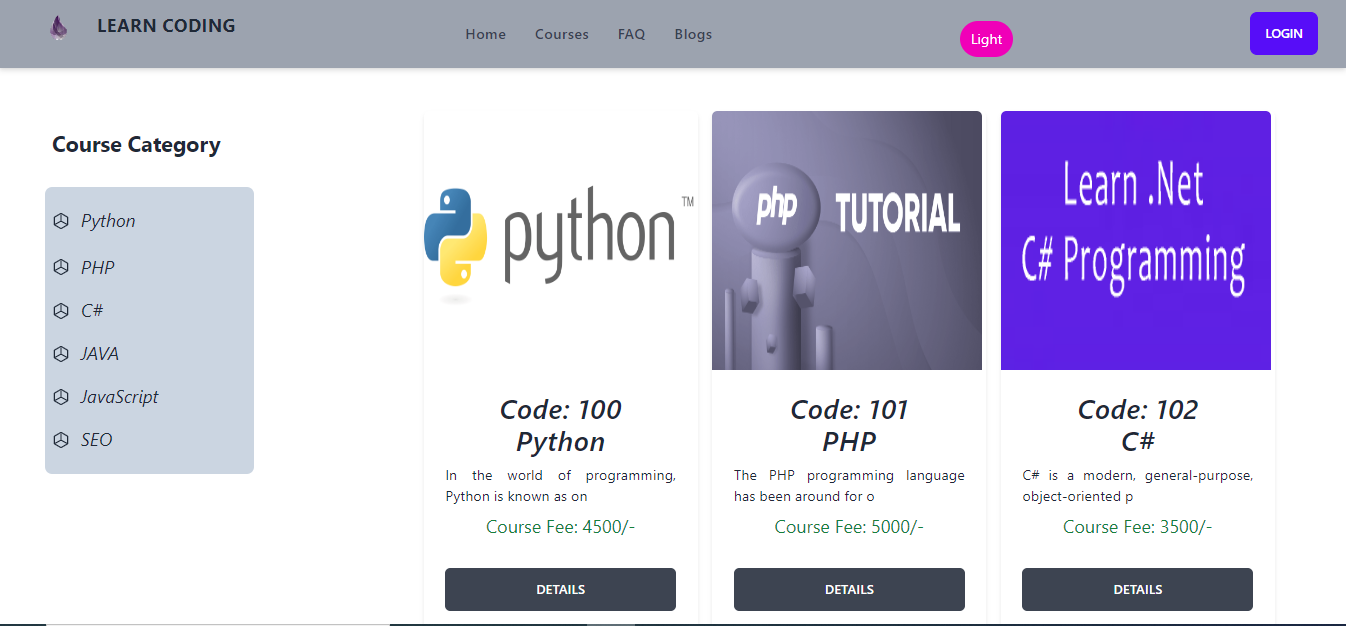 LEARN CODING
Home Courses FAQ Blogs
Light
LOGIN
Course Category
Python
PHP
C#
JAVA
JavaScript
SEO
python TM
Code: 100
Python
In the world of programming,
Python is known as on
Course Fee: 4500/-
DETAILS
php TUTORIAL
Code: 101
PHP
The PHP programming language
has been around for o
Course Fee: 5000/-
DETAILS
Learn .Net
C# Programming
Code: 102
C#
C# is a modern, general-purpose,
object-oriented p
Course Fee: 3500/-
DETAILS